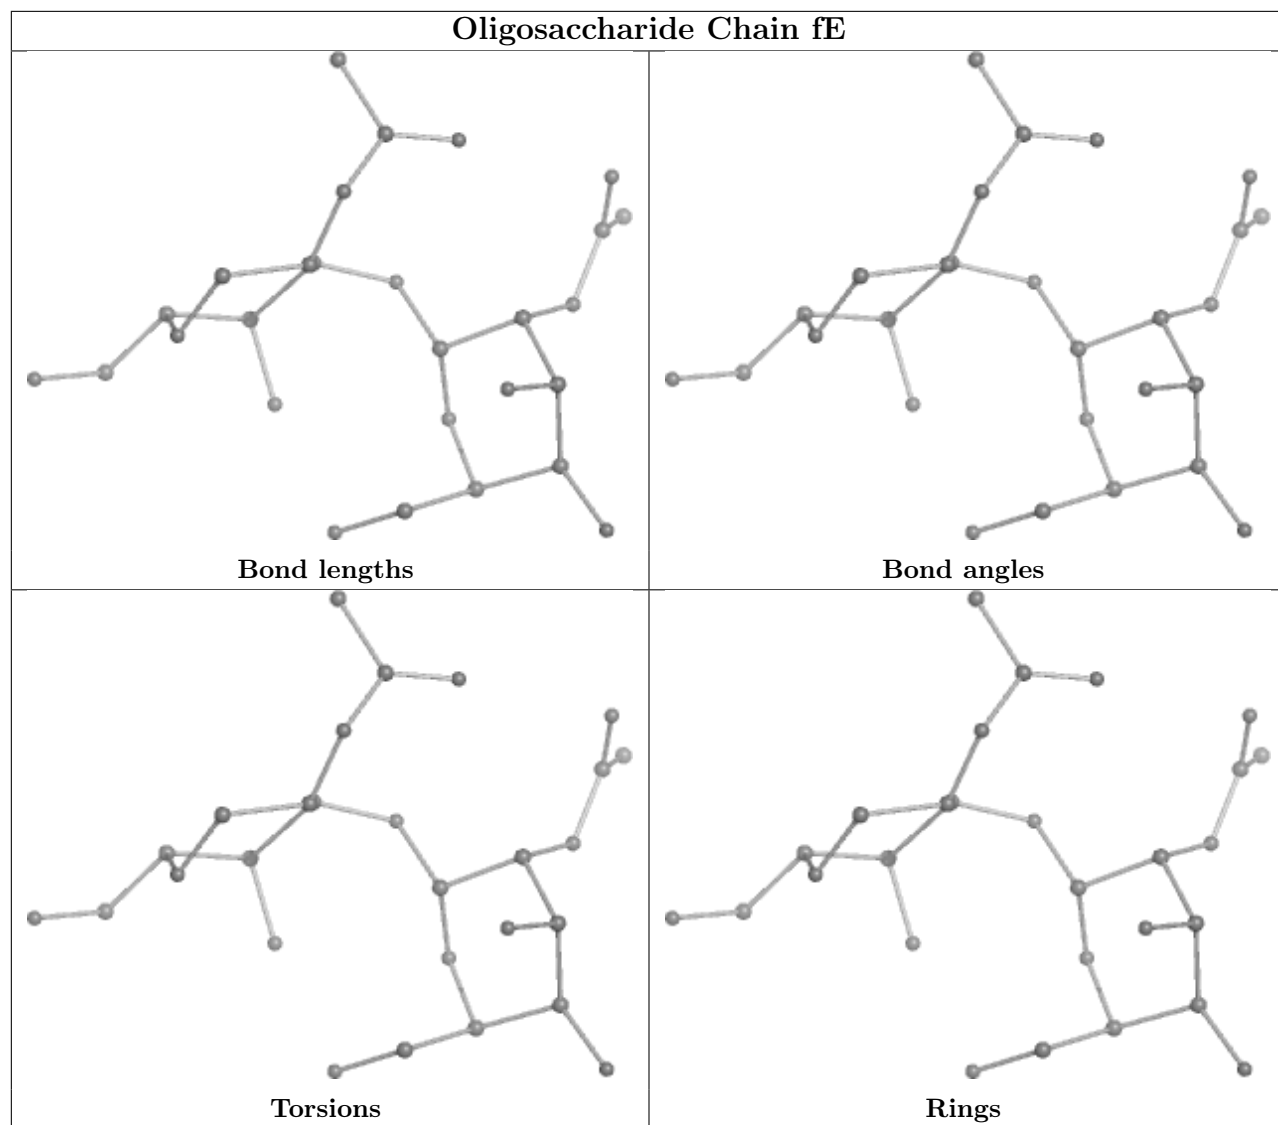 Oligosaccharide Chain fE
Bond lengths
Bond angles
Torsions
Rings